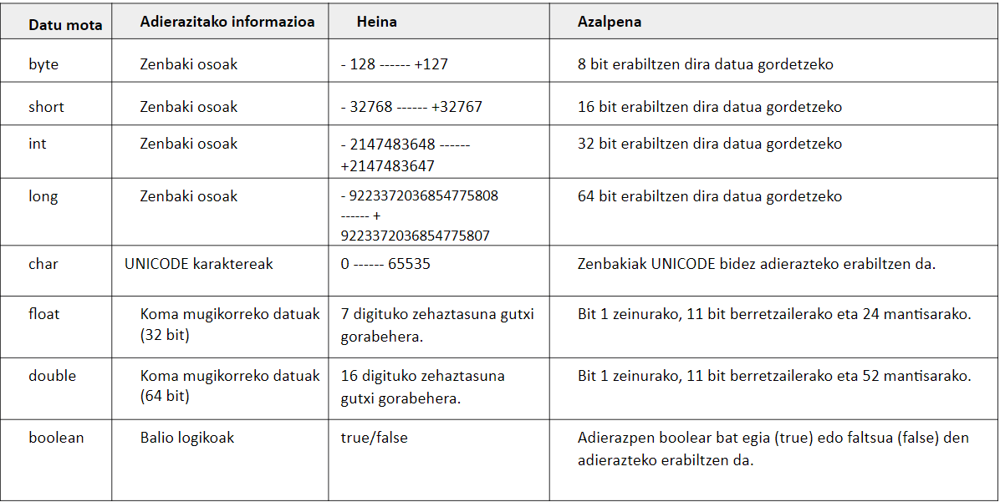 Datu mota Adierazitako informazioa Heina Azalpena
byte Zenbaki osoak - 128 ------ +127 8 bit erabiltzen dira datua gordetzeko
short Zenbaki osoak - 32768 ------ +32767 16 bit erabiltzen dira datua gordetzeko
int Zenbaki osoak - 2147483648 ------ 32 bit erabiltzen dira datua gordetzeko
+2147483647
long Zenbaki osoak - 9223372036854775808 64 bit erabiltzen dira datua gordetzeko
------ +
9223372036854775807
char UNICODE karaktereak 0 ------ 65535 Zenbakiak UNICODE bidez adierazteko erabiltzen da.
float Koma mugikorreko datuak 7 digituko zehaztasuna gutxi Bit 1 zeinurako, 11 bit berretzailerako eta 24 mantisarako.
(32 bit) gorabehera.
double Koma mugikorreko datuak 16 digituko zehaztasuna Bit 1 zeinurako, 11 bit berretzailerako eta 52 mantisarako.
(64 bit) gutxi gorabehera.
boolean Balio logikoak true/false Adierazpen boolear bat egia (true) edo faltsua (false) den
adierazteko erabiltzen da.